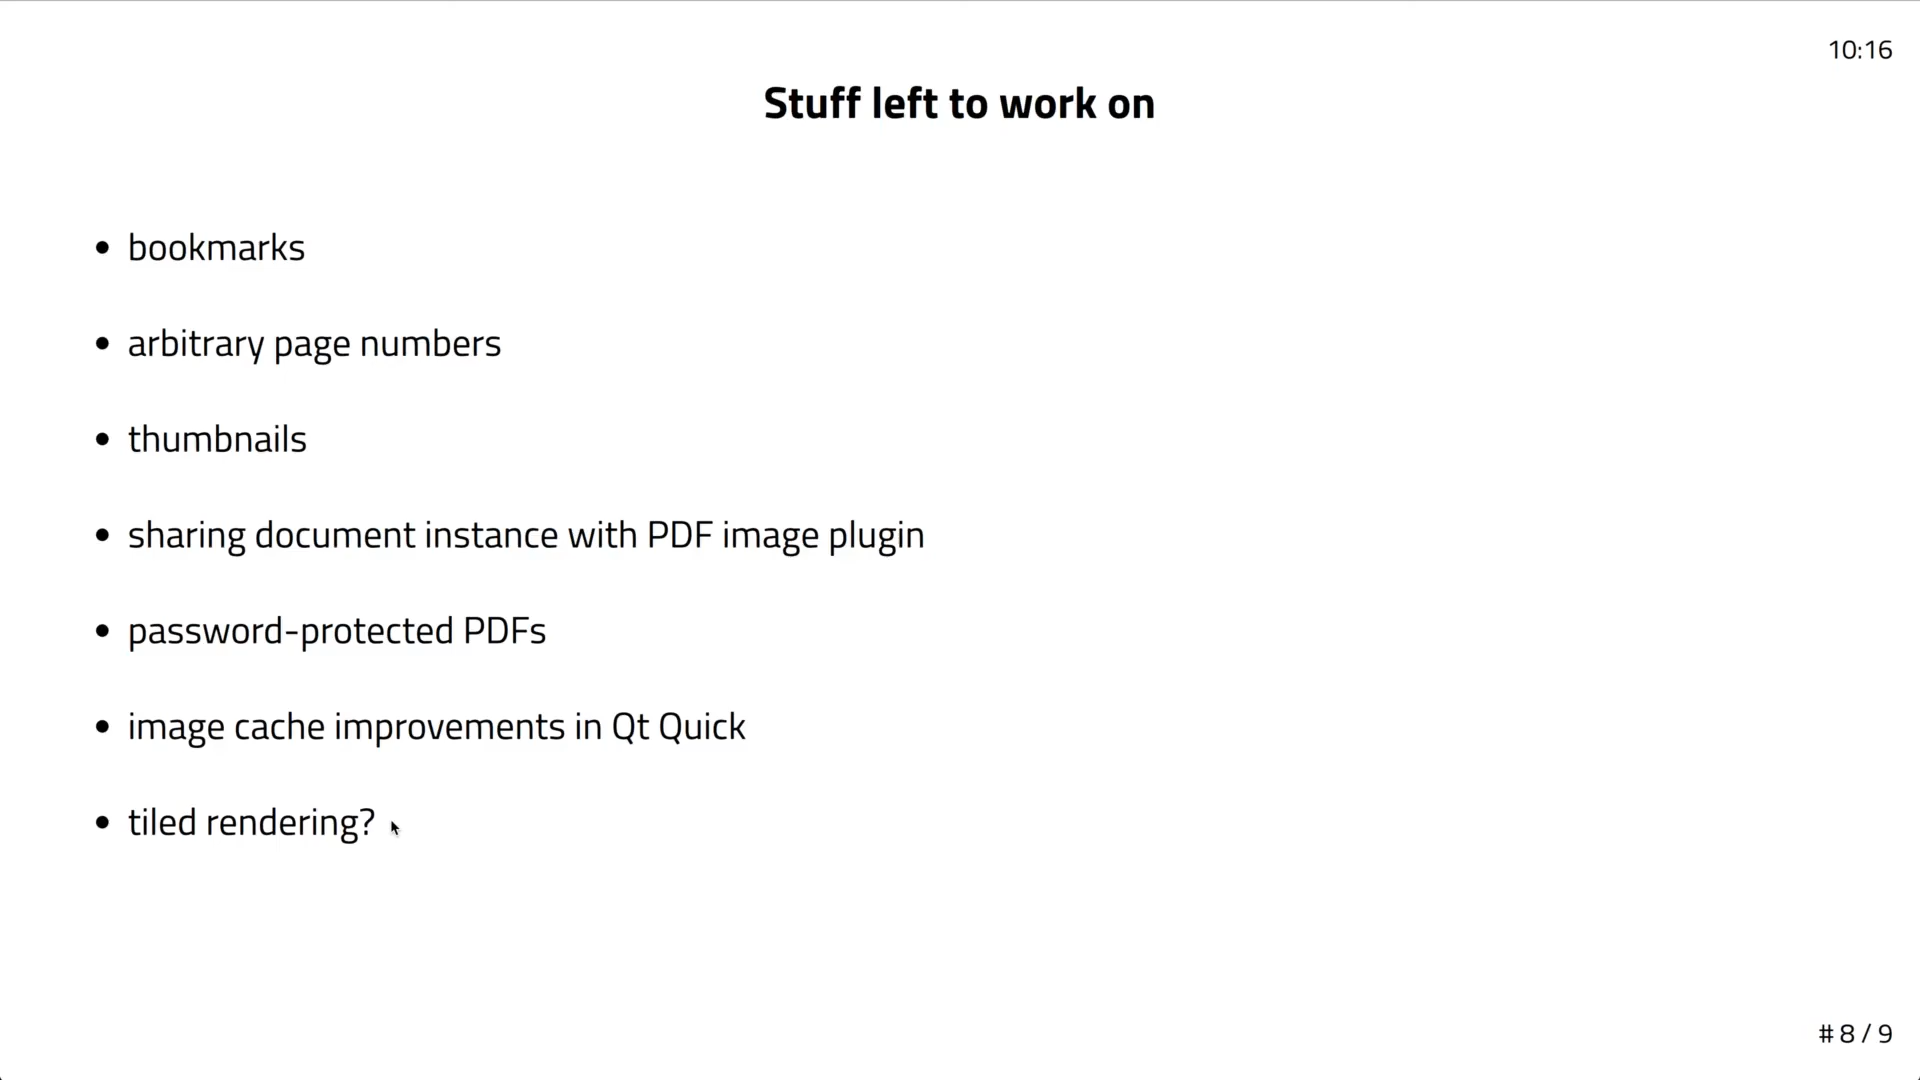 10:16
Stuff left to work on
• bookmarks
• arbitrary page numbers
• thumbnails
• sharing document instance with PDF image plugin
• password-protected PDFs
• image cache improvements in Qt Quick
• tiled rendering?
# 8 / 9